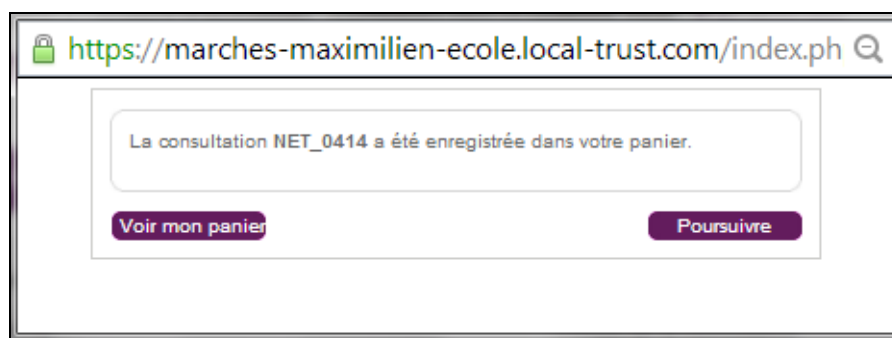 https://marches-maximilien-ecole.local-trust.com/index.ph
La consultation NET_0414 a été enregistrée dans votre panier.
Voir mon panier
Poursuivre